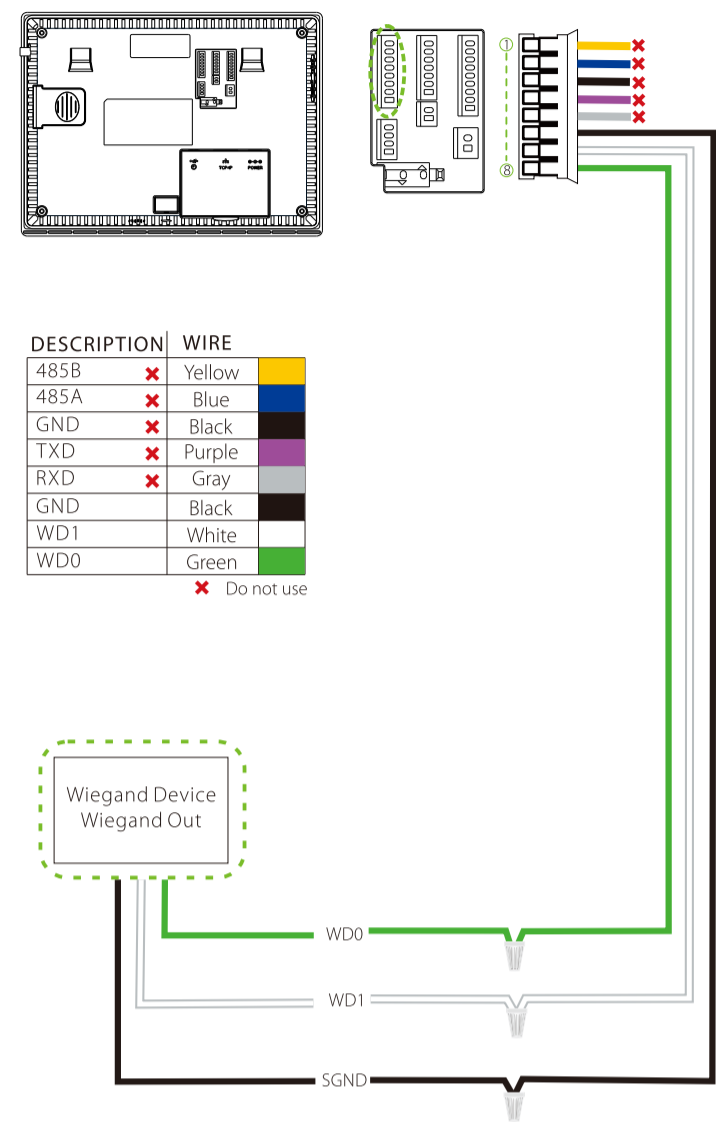 TCP/IP
POWER
①
⑧
DESCRIPTION WIRE
485B Yellow
485A Blue
GND Black
TXD Purple
RXD Gray
GND Black
WD1 White
WD0 Green
Do not use
Wiegand Device
Wiegand Out
WD0
WD1
SGND